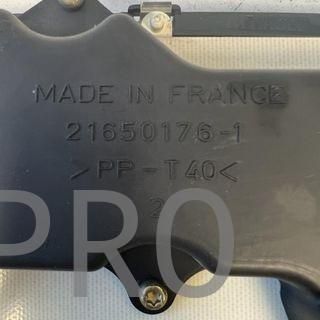 MADE IN FRANCE
21650176-1
>PP-T40<
2
PRO